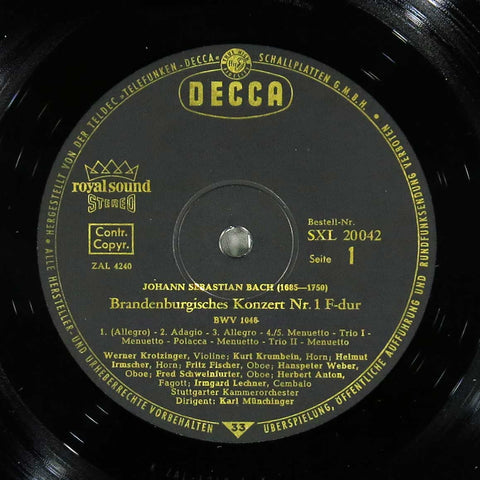 HERGESTELLT VON DER TELDEC »TELEFUNKEN - DECCA« SCHALLPLATTEN G.M.B.H.
DECCA
royal sound
STEREO
Contr.
Copyr.
ZAL 4240
Bestell-Nr.
SXL 20042
Seite 1
JOHANN SEBASTIAN BACH (1685—1750)
Brandenburgisches Konzert Nr. 1 F-dur
BWV 1046
1. (Allegro) - 2. Adagio - 3. Allegro - 4./5. Menuetto - Trio I -
Menuetto - Polacca - Menuetto - Trio II - Menuetto
Werner Krotzinger, Violine; Kurt Krumbein, Horn; Helmut
Irmscher, Horn; Fritz Fischer, Oboe; Hanspeter Weber,
Oboe; Fred Schweinfurter, Oboe; Herbert Anton,
Fagott; Irmgard Lechner, Cembalo
Stuttgarter Kammerorchester
Dirigent: Karl Münchinger
33
ALLE HERSTELLER- UND URHEBERRECHTE VORBEHALTEN
ÜBERSPIELUNG, ÖFFENTLICHE AUFFÜHRUNG UND RUNDFUNKSENDUNG VERBOTEN